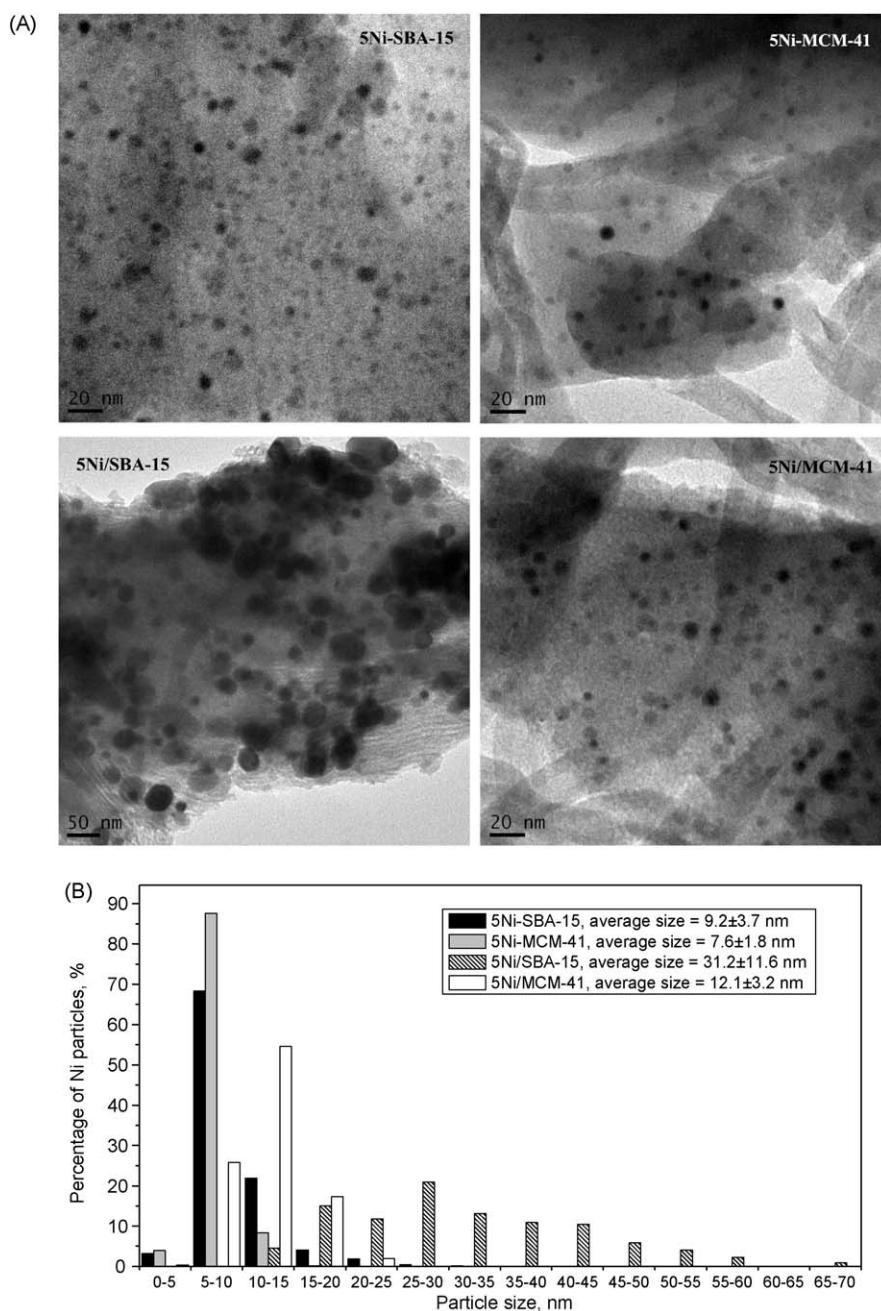 (A)
5Ni-SBA-15
5Ni-MCM-41
20 nm
20 nm
5Ni/SBA-15
5Ni/MCM-41
50 nm
20 nm
(B)
5Ni-SBA-15, average size = 9.2±3.7 nm
5Ni-MCM-41, average size = 7.6±1.8 nm
5Ni/SBA-15, average size = 31.2±11.6 nm
5Ni/MCM-41, average size = 12.1±3.2 nm
Percentage of Ni particles, %
90
80
70
60
50
40
30
20
10
0
0-5 5-10 10-15 15-20 20-25 25-30 30-35 35-40 40-45 45-50 50-55 55-60 60-65 65-70
Particle size, nm